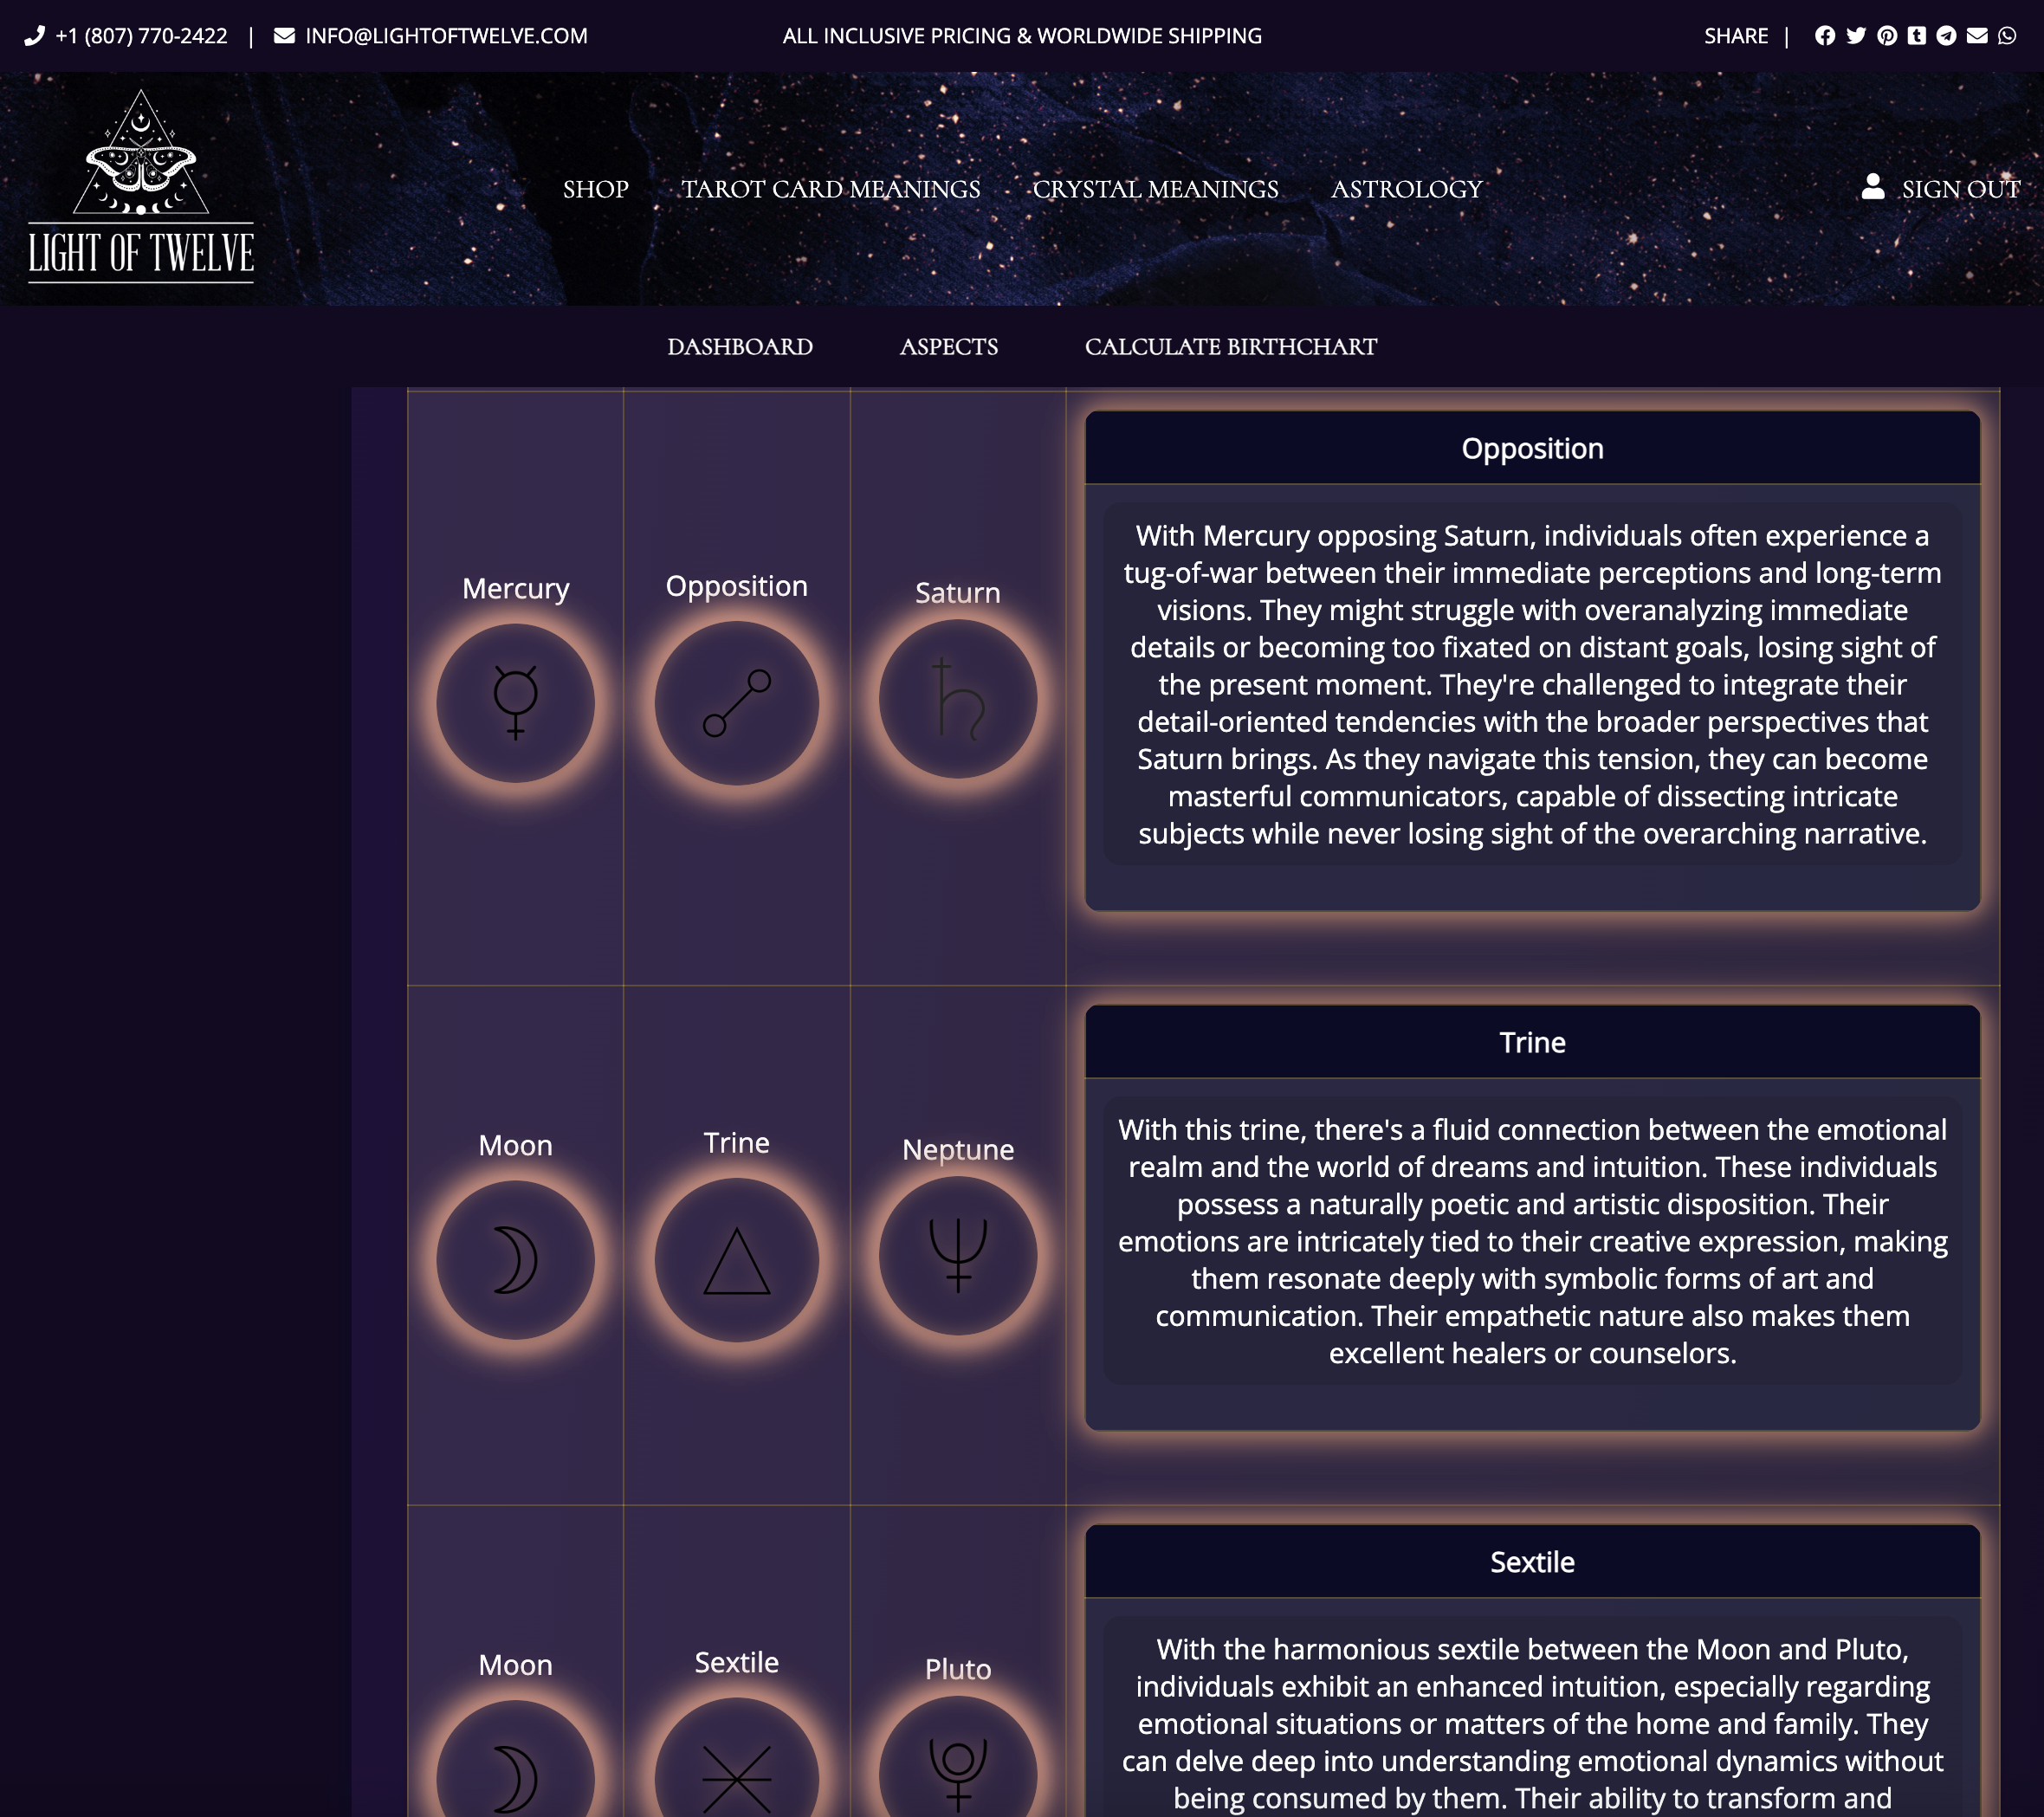 +1 (807) 770-2422 | INFO@LIGHTOFTWELVE.COM
ALL INCLUSIVE PRICING & WORLDWIDE SHIPPING
SHARE |
LIGHT OF TWELVE
SHOP
TAROT CARD MEANINGS
CRYSTAL MEANINGS
ASTROLOGY
SIGN OUT
DASHBOARD
ASPECTS
CALCULATE BIRTHCHART
Mercury
Opposition
Saturn
Opposition
With Mercury opposing Saturn, individuals often experience a
tug-of-war between their immediate perceptions and long-term
visions. They might struggle with overanalyzing immediate
details or becoming too fixated on distant goals, losing sight of
the present moment. They're challenged to integrate their
detail-oriented tendencies with the broader perspectives that
Saturn brings. As they navigate this tension, they can become
masterful communicators, capable of dissecting intricate
subjects while never losing sight of the overarching narrative.
Moon
Trine
Neptune
Trine
With this trine, there's a fluid connection between the emotional
realm and the world of dreams and intuition. These individuals
possess a naturally poetic and artistic disposition. Their
emotions are intricately tied to their creative expression, making
them resonate deeply with symbolic forms of art and
communication. Their empathetic nature also makes them
excellent healers or counselors.
Moon
Sextile
Pluto
Sextile
With the harmonious sextile between the Moon and Pluto,
individuals exhibit an enhanced intuition, especially regarding
emotional situations or matters of the home and family. They
can delve deep into understanding emotional dynamics without
being consumed by them. Their ability to transform and